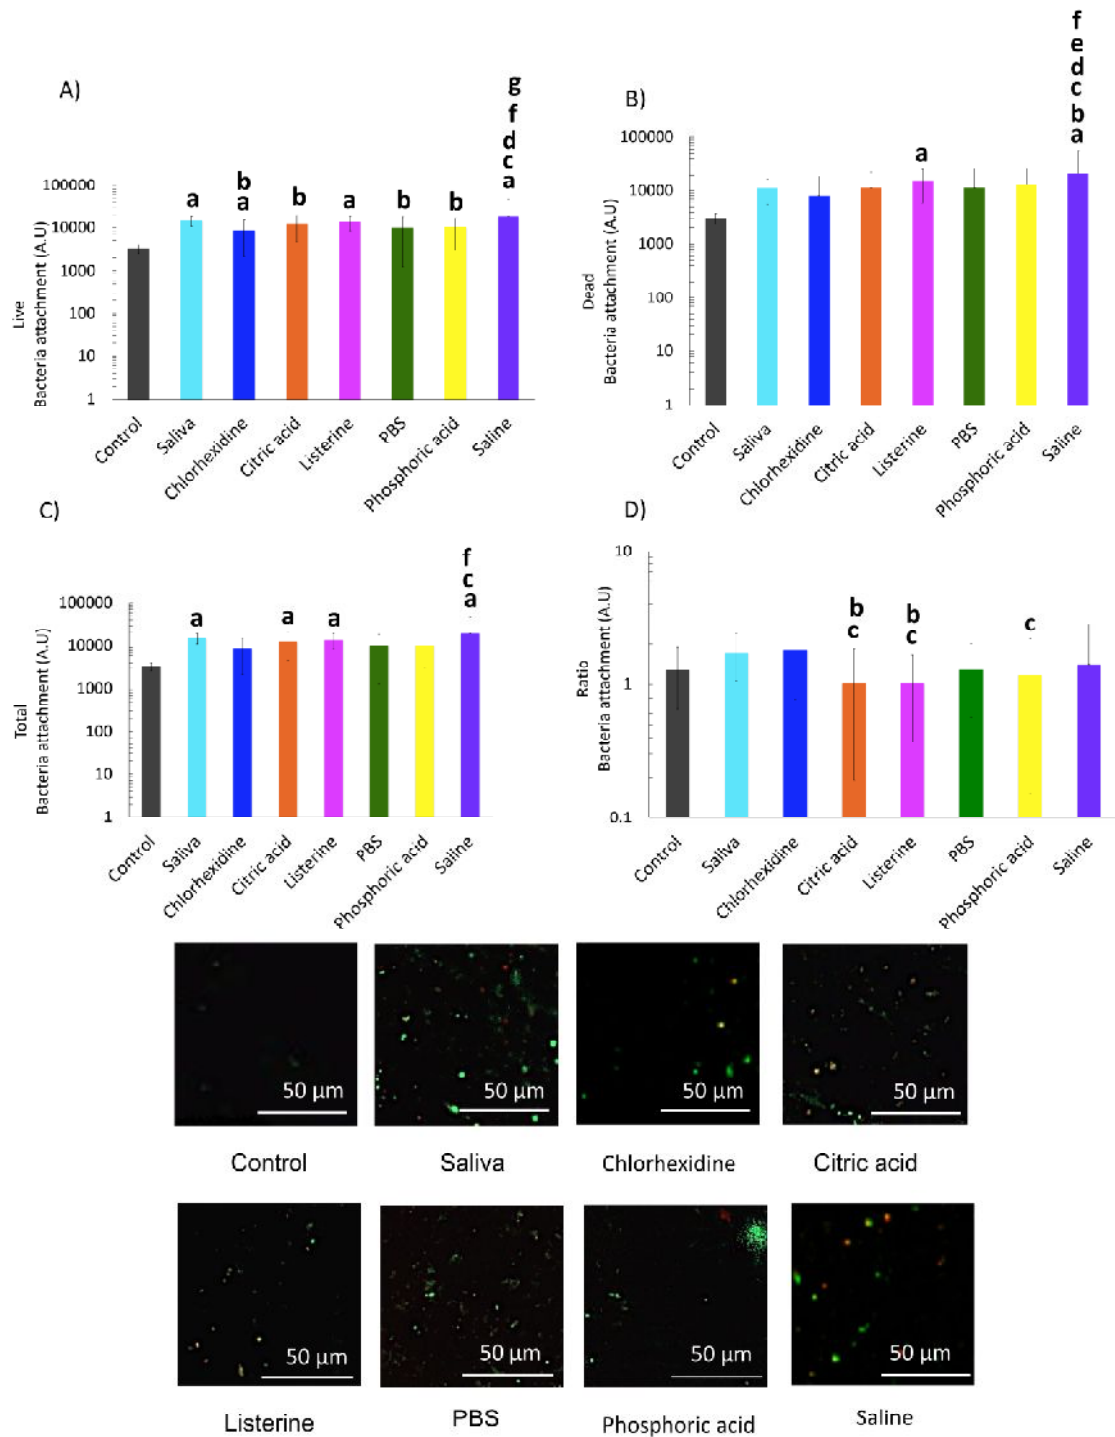 A)
Live
Bacteria attachment (A.U)
100000
10000
1000
100
10
1
a
b
a
b
a
b
b
g
f
d
c
a
Control
Saliva
Chlorhexidine
Citric acid
Listerine
PBS
Phosphoric acid
Saline
B)
Dead
Bacteria attachment (A.U)
100000
10000
1000
100
10
1
a
f
e
d
c
b
a
Control
Saliva
Chlorhexidine
Citric acid
Listerine
PBS
Phosphoric acid
Saline
C)
Total
Bacteria attachment (A.U)
100000
10000
1000
100
10
1
a
a
a
f
c
a
Control
Saliva
Chlorhexidine
Citric acid
Listerine
PBS
Phosphoric acid
Saline
D)
Ratio
Bacteria attachment (A.U)
10
1
0.1
b
c
b
c
c
Control
Saliva
Chlorhexidine
Citric acid
Listerine
PBS
Phosphoric acid
Saline
50 μm
50 μm
50 μm
50 μm
Control
Saliva
Chlorhexidine
Citric acid
50 μm
50 μm
50 μm
50 μm
Listerine
PBS
Phosphoric acid
Saline